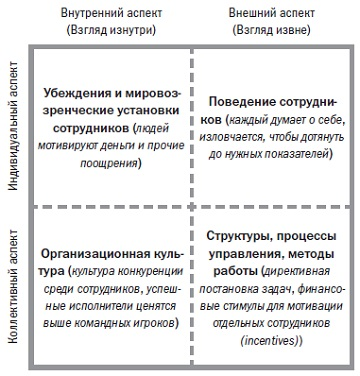 Внутренний аспект
(Взгляд изнутри)
Внешний аспект
(Взгляд извне)
Индивидуальный аспект
Убеждения и мировоз-
зренческие установки
сотрудников (людей
мотивируют деньги и прочие
поощрения)
Поведение сотрудни-
ков (каждый думает о себе,
изловчается, чтобы дотянуть
до нужных показателей)
Коллективный аспект
Организационная куль-
тура (культура конкуренции
среди сотрудников, успеш-
ные исполнители ценятся
выше командных игроков)
Структуры, процессы
управления, методы
работы (директивная
постановка задач, финансо-
вые стимулы для мотивации
отдельных сотрудников
(incentives))